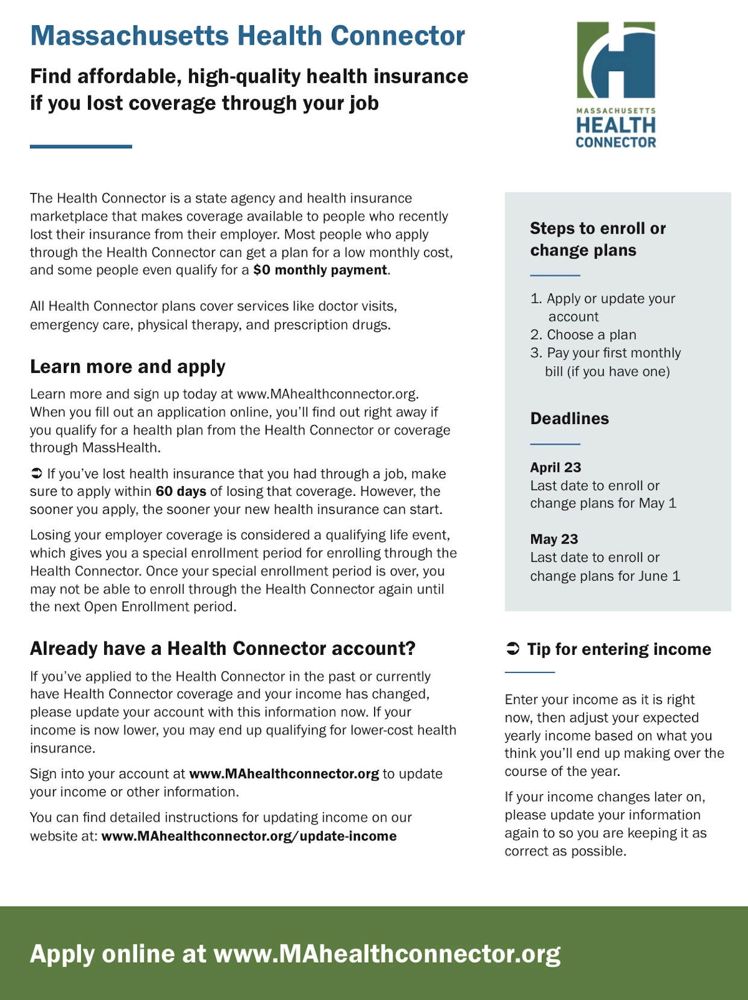 Massachusetts Health Connector
Find affordable, high-quality health insurance
if you lost coverage through your job
MASSACHUSETTS
HEALTH
CONNECTOR
The Health Connector is a state agency and health insurance
marketplace that makes coverage available to people who recently
lost their insurance from their employer. Most people who apply
through the Health Connector can get a plan for a low monthly cost,
and some people even qualify for a $0 monthly payment.
All Health Connector plans cover services like doctor visits,
emergency care, physical therapy, and prescription drugs.
Learn more and apply
Learn more and sign up today at www.MAhealthconnector.org.
When you fill out an application online, you’ll find out right away if
you qualify for a health plan from the Health Connector or coverage
through MassHealth.
➲ If you’ve lost health insurance that you had through a job, make
sure to apply within 60 days of losing that coverage. However, the
sooner you apply, the sooner your new health insurance can start.
Losing your employer coverage is considered a qualifying life event,
which gives you a special enrollment period for enrolling through the
Health Connector. Once your special enrollment period is over, you
may not be able to enroll through the Health Connector again until
the next Open Enrollment period.
Already have a Health Connector account?
If you’ve applied to the Health Connector in the past or currently
have Health Connector coverage and your income has changed,
please update your account with this information now. If your
income is now lower, you may end up qualifying for lower-cost health
insurance.
Sign into your account at www.MAhealthconnector.org to update
your income or other information.
You can find detailed instructions for updating income on our
website at: www.MAhealthconnector.org/update-income
Steps to enroll or
change plans
1. Apply or update your
account
2. Choose a plan
3. Pay your first monthly
bill (if you have one)
Deadlines
April 23
Last date to enroll or
change plans for May 1
May 23
Last date to enroll or
change plans for June 1
➲ Tip for entering income
Enter your income as it is right
now, then adjust your expected
yearly income based on what you
think you’ll end up making over the
course of the year.
If your income changes later on,
please update your information
again to so you are keeping it as
correct as possible.
Apply online at www.MAhealthconnector.org